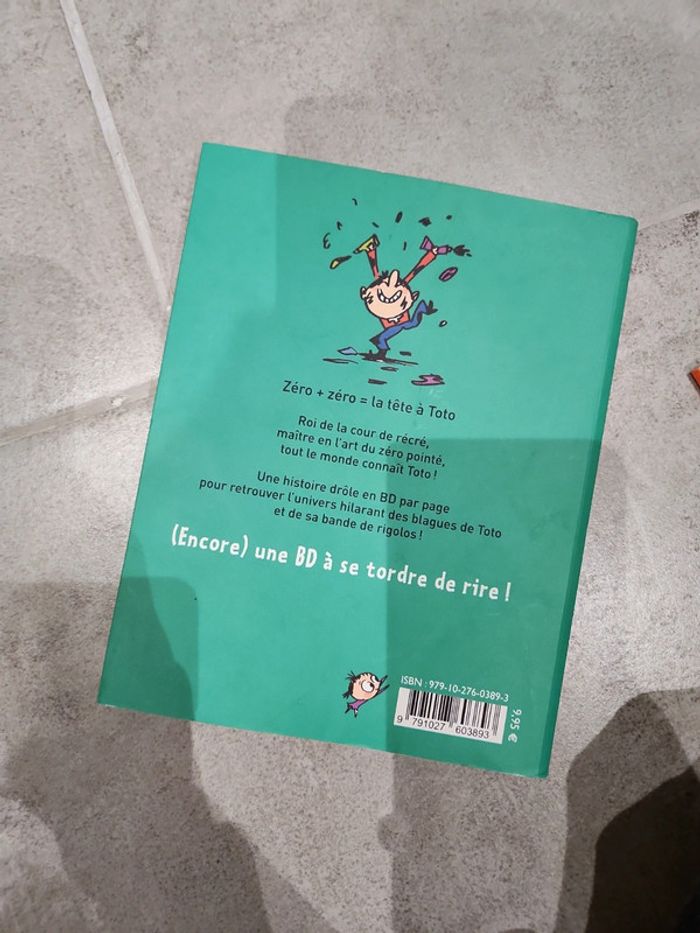 Zéro + zéro = la tête à Toto
Roi de la cour de récré,
maître en l'art du zéro pointé,
tout le monde connaît Toto !
Une histoire drôle en BD par page
pour retrouver l'univers hilarant des blagues de Toto
et de sa bande de rigolos !
(Encore) une BD à se tordre de rire !
ISBN : 979-10-276-0389-3
9 791027 603893
9,95 €